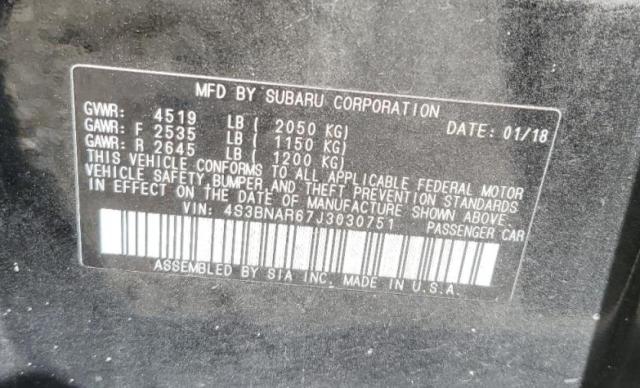 MFD BY SUBARU CORPORATION
GVWR: 4519 LB ( 2050 KG) DATE: 01/18
GAWR: F 2535 LB ( 1150 KG)
GAWR: R 2645 LB ( 1200 KG)
THIS VEHICLE CONFORMS TO ALL APPLICABLE FEDERAL MOTOR
VEHICLE SAFETY, BUMPER, AND THEFT PREVENTION STANDARDS
IN EFFECT ON THE DATE OF MANUFACTURE SHOWN ABOVE.
VIN: 4S3BNAR67J3030751 PASSENGER CAR
ASSEMBLED BY SIA INC. MADE IN U.S.A.